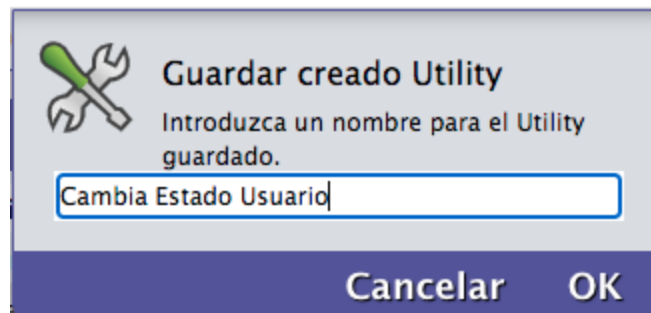 Guardar creado Utility
Introduzca un nombre para el Utility
guardado.
Cambia Estado Usuario
Cancelar OK